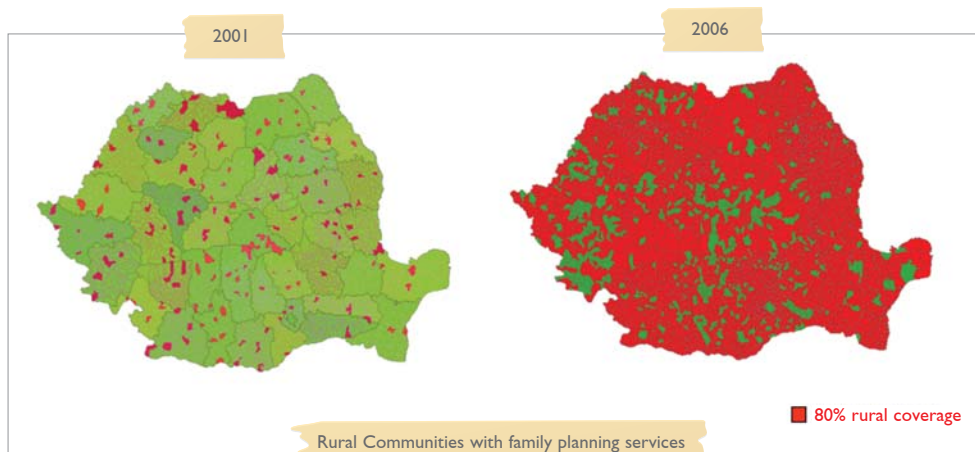 2001
2006
80% rural coverage
Rural Communities with family planning services